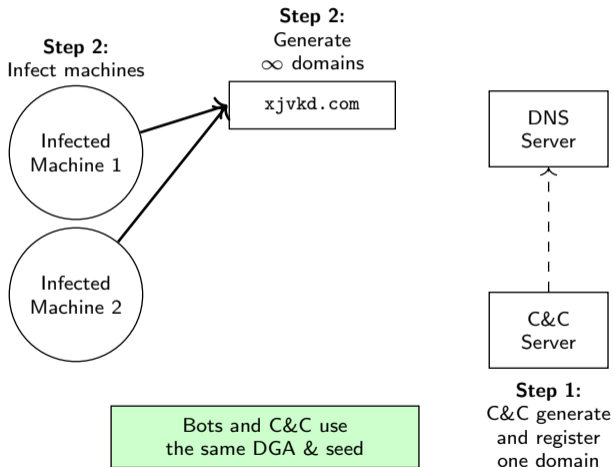 Step 2:
Infect machines
Step 2:
Generate
∞ domains
xjvkd.com
Infected
Machine 1
Infected
Machine 2
DNS
Server
C&C
Server
Step 1:
C&C generate
and register
one domain
Bots and C&C use
the same DGA & seed